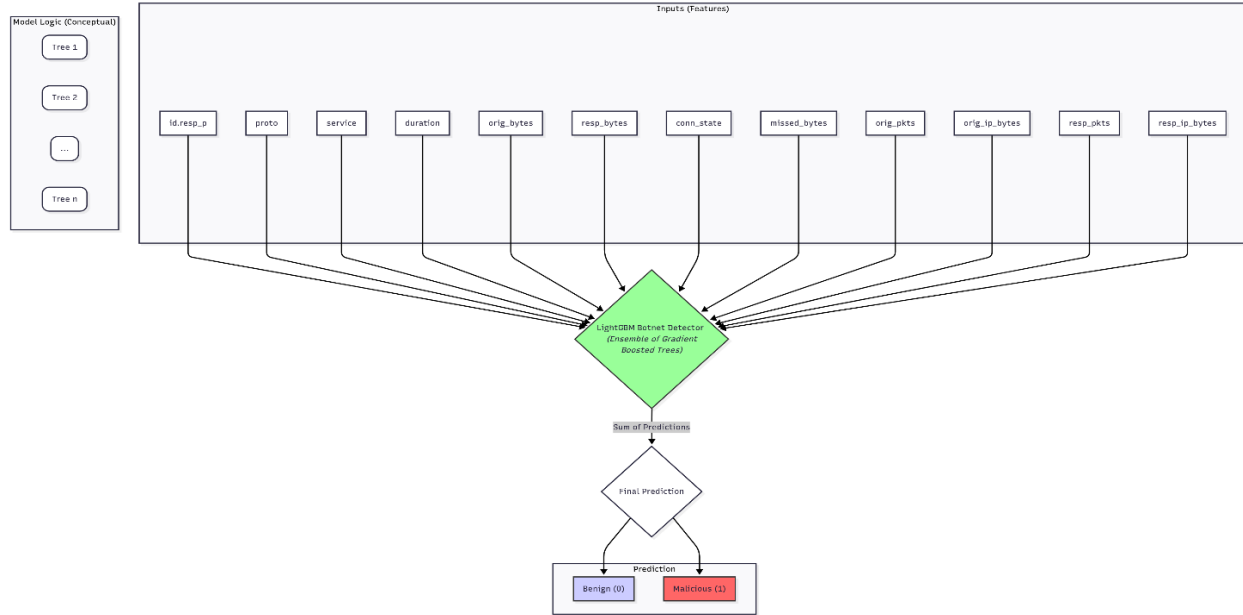 Model Logic (Conceptual)
Tree 1
Tree 2
...
Tree n
Inputs (Features)
id.resp_p
proto
service
duration
orig_bytes
resp_bytes
conn_state
missed_bytes
orig_pkts
orig_ip_bytes
resp_pkts
resp_ip_bytes
LightGBM Botnet Detector
(Ensemble of Gradient
Boosted Trees)
Sum of Predictions
Final Prediction
Prediction
Benign (0)
Malicious (1)